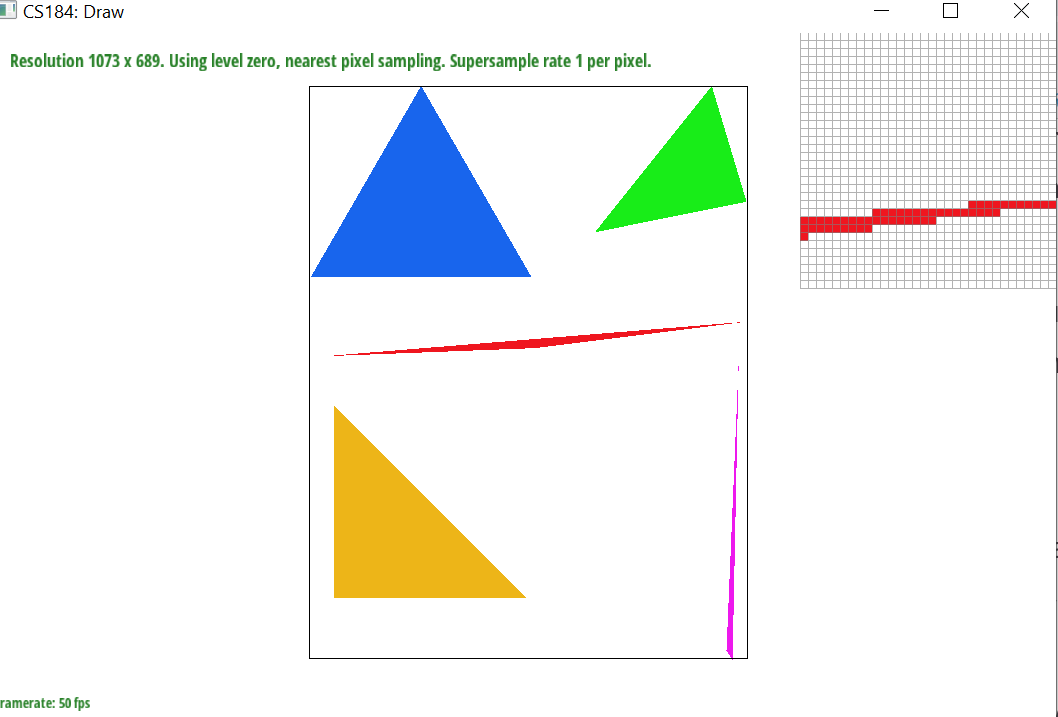 CS184: Draw
Resolution 1073 x 689. Using level zero, nearest pixel sampling. Supersample rate 1 per pixel.
ramerate: 50 fps